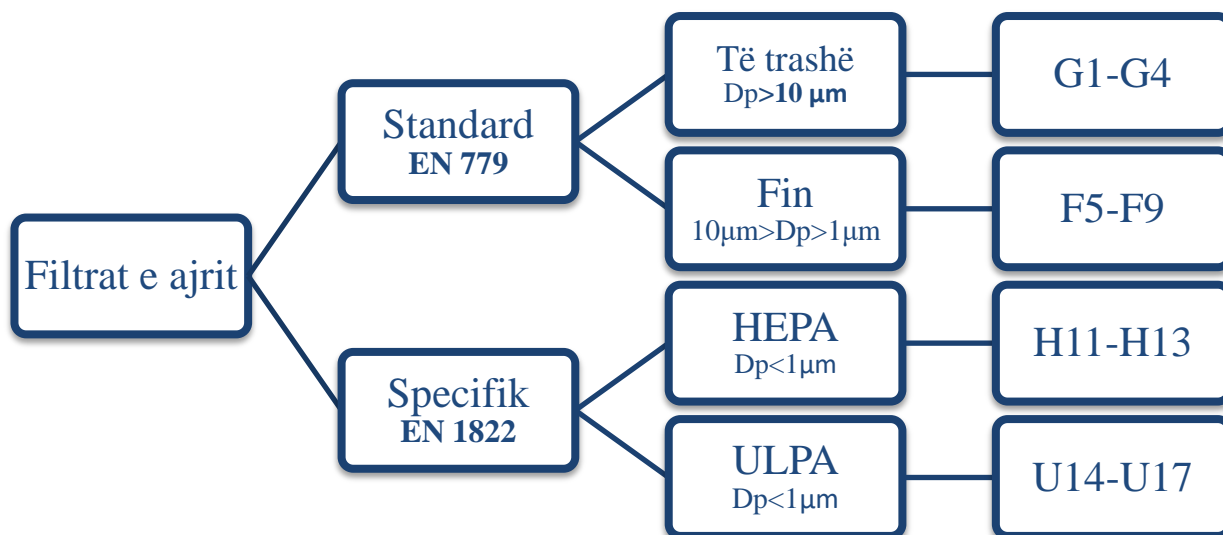 Filtrat e ajrit
Standard
EN 779
Të trashë
Dp>10 µm
G1-G4
Fin
10µm>Dp>1µm
F5-F9
Specifik
EN 1822
HEPA
Dp<1µm
H11-H13
ULPA
Dp<1µm
U14-U17